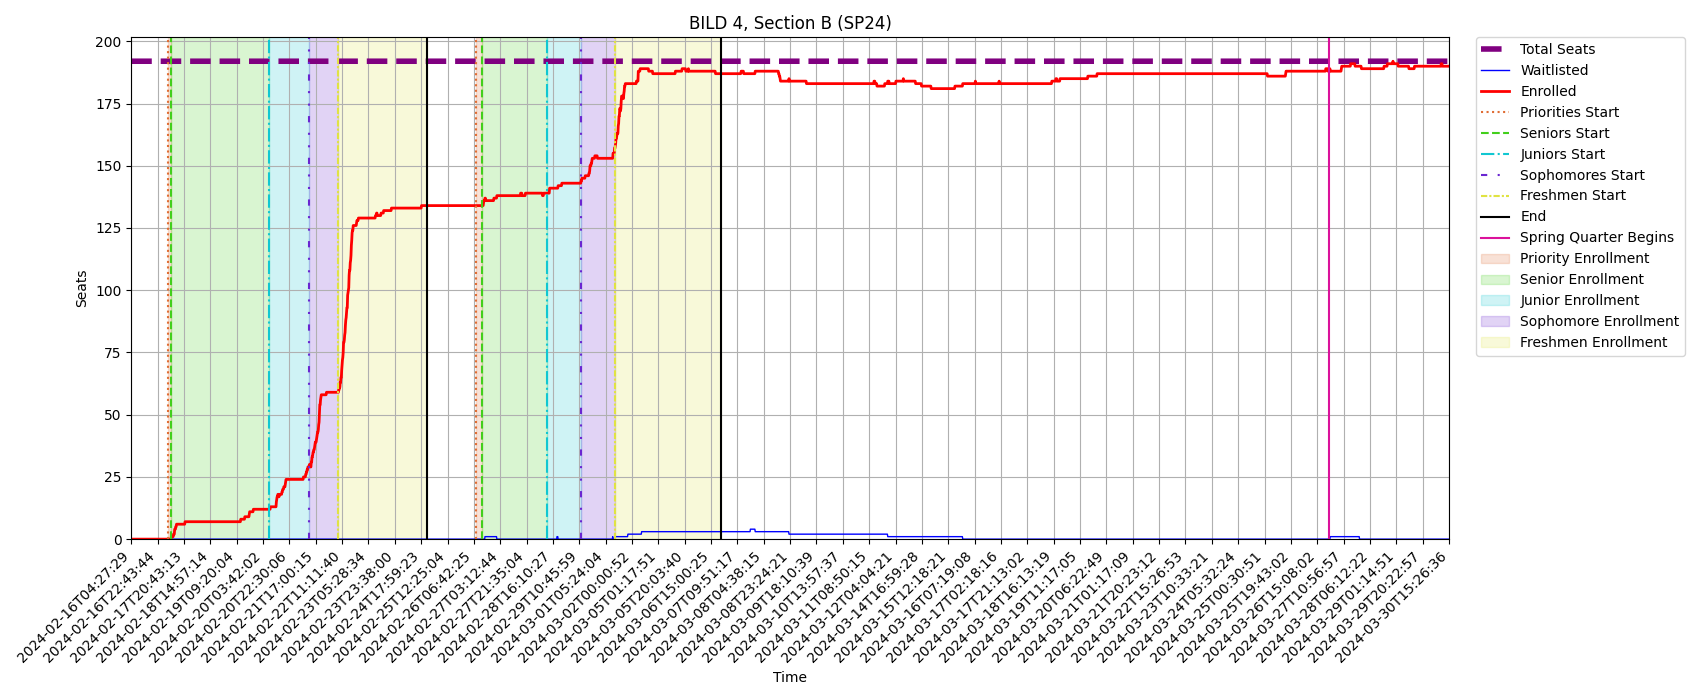 BILD 4, Section B (SP24)
200
175
150
125
100
75
50
25
0
Seats
2024-02-16T04:27:29
2024-02-16T22:43:44
2024-02-17T20:43:13
2024-02-18T14:57:14
2024-02-19T09:20:04
2024-02-20T03:42:02
2024-02-20T22:30:06
2024-02-21T17:00:15
2024-02-22T11:11:40
2024-02-23T05:28:34
2024-02-23T23:38:00
2024-02-24T17:59:23
2024-02-25T12:25:04
2024-02-26T06:42:25
2024-02-27T03:12:44
2024-02-27T21:35:04
2024-02-28T16:10:27
2024-02-29T10:45:59
2024-03-01T05:24:04
2024-03-02T00:00:52
2024-03-05T01:17:51
2024-03-05T20:03:40
2024-03-06T15:00:25
2024-03-07T09:51:17
2024-03-08T04:38:15
2024-03-08T23:24:21
2024-03-09T18:10:39
2024-03-10T13:57:37
2024-03-11T08:50:15
2024-03-12T04:04:21
2024-03-14T16:59:28
2024-03-15T12:18:21
2024-03-16T07:19:08
2024-03-17T02:18:16
2024-03-17T21:13:02
2024-03-18T16:13:19
2024-03-19T11:17:05
2024-03-20T06:22:49
2024-03-21T01:17:09
2024-03-21T20:23:12
2024-03-22T15:26:53
2024-03-23T10:33:21
2024-03-24T05:32:24
2024-03-25T00:30:51
2024-03-25T19:43:02
2024-03-26T15:08:02
2024-03-27T10:56:57
2024-03-28T06:12:22
2024-03-29T01:14:51
2024-03-29T20:22:57
2024-03-30T15:26:36
Time
Total Seats
Waitlisted
Enrolled
Priorities Start
Seniors Start
Juniors Start
Sophomores Start
Freshmen Start
End
Spring Quarter Begins
Priority Enrollment
Senior Enrollment
Junior Enrollment
Sophomore Enrollment
Freshmen Enrollment